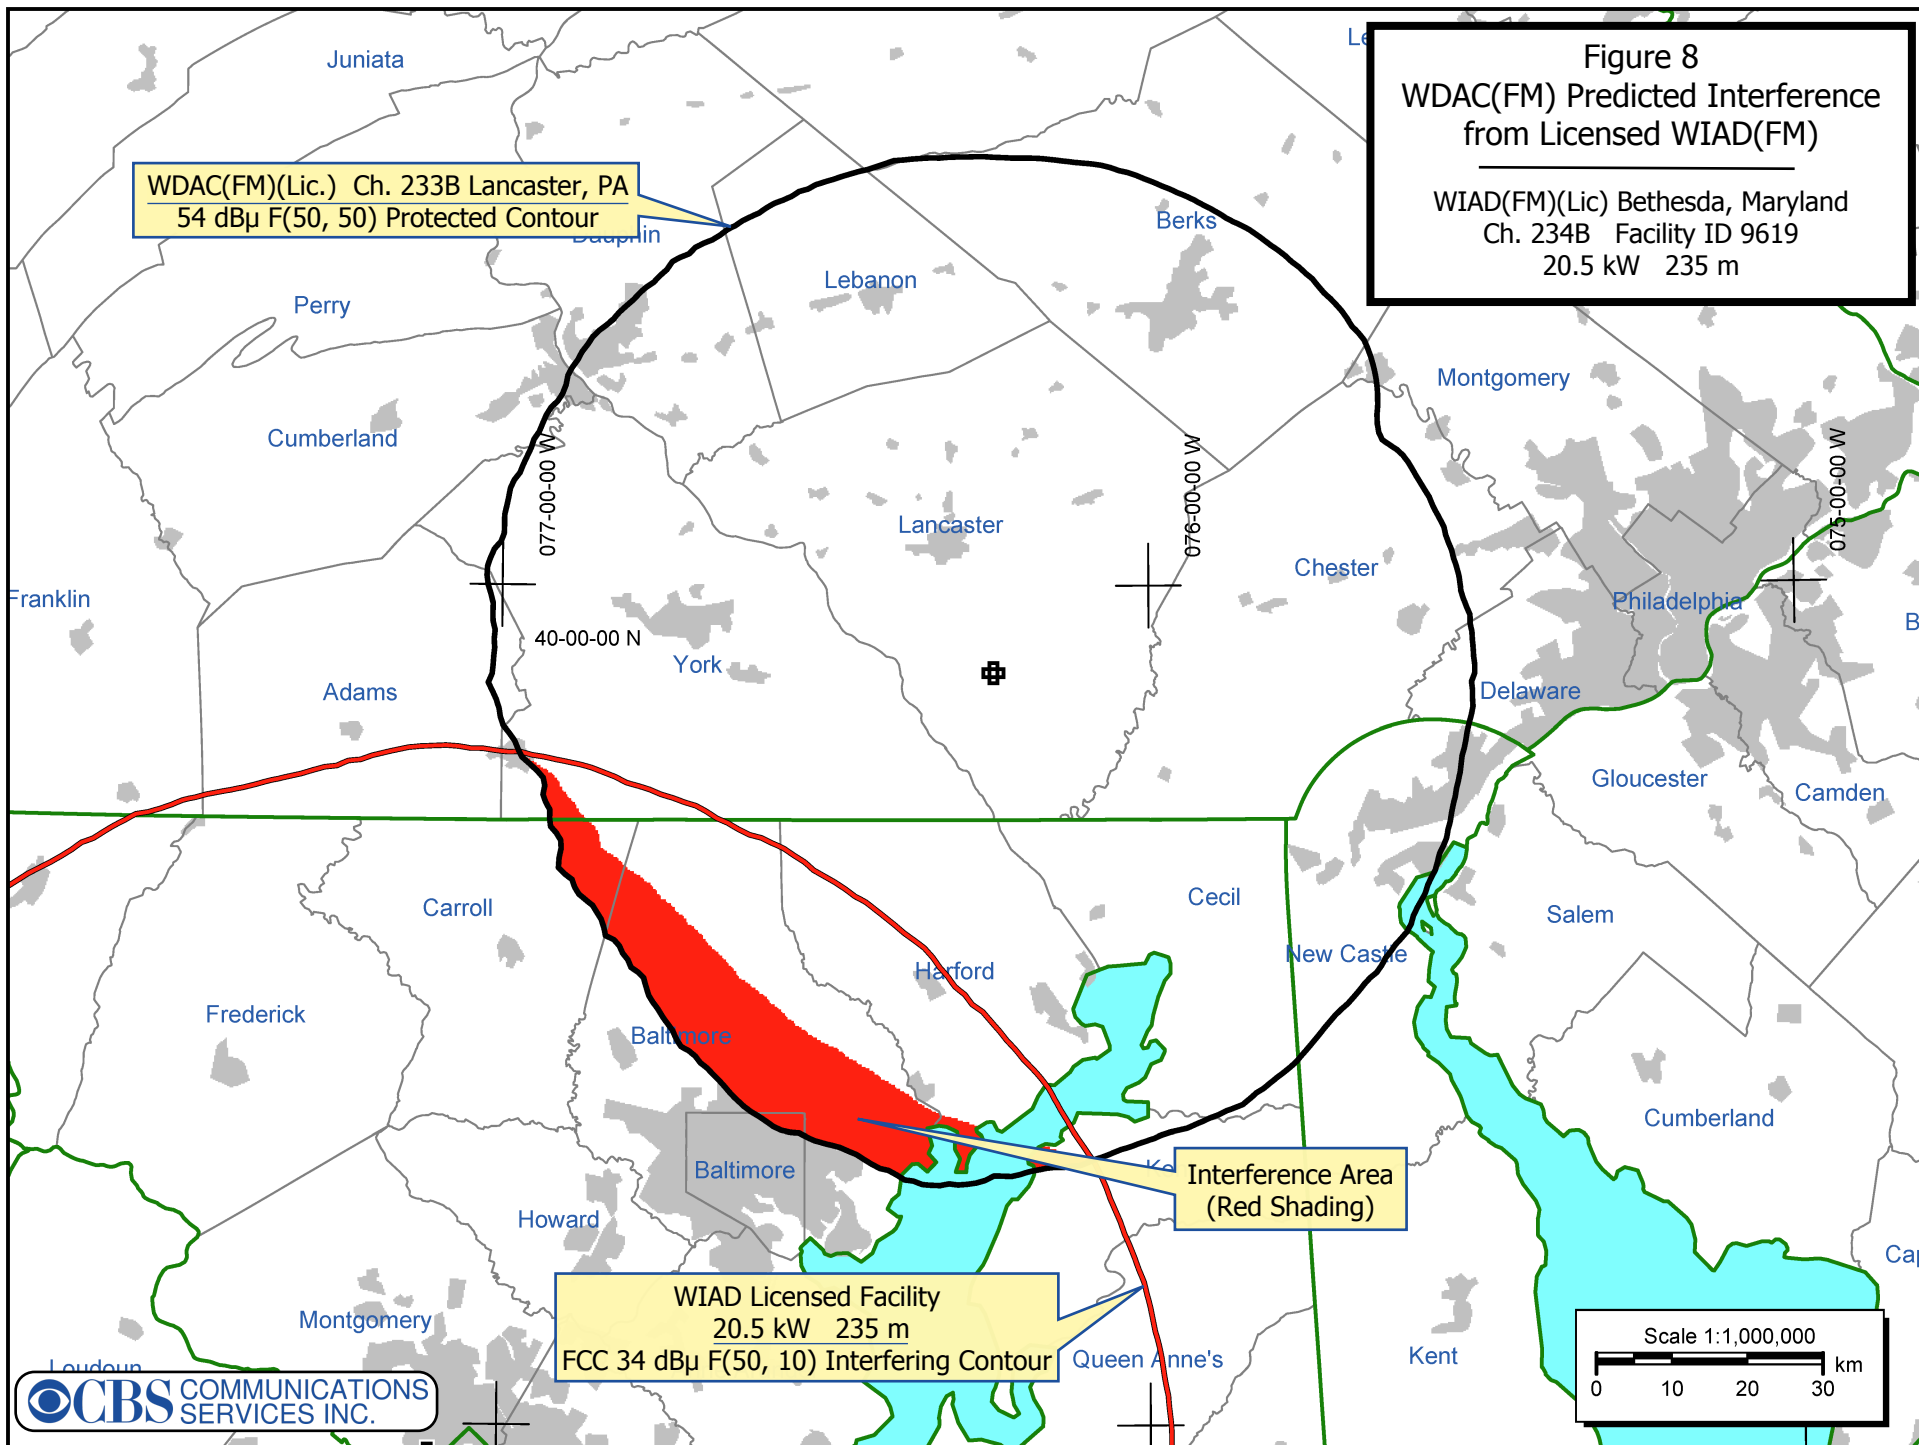 Juniata
Figure 8
WDAC(FM) Predicted Interference
from Licensed WIAD(FM)
WIAD(FM)(Lic) Bethesda, Maryland
Ch. 234B Facility ID 9619
20.5 kW 235 m
WDAC(FM)(Lic.) Ch. 233B Lancaster, PA
54 dBµ F(50, 50) Protected Contour
Berks
Lebanon
Perry
Montgomery
Cumberland
077-00-00 W
076-00-00 W
075-00-00 W
Lancaster
Chester
Franklin
Philadelphia
40-00-00 N
York
Adams
Delaware
Gloucester
Camden
Carroll
Cecil
Salem
New Castle
Harford
Frederick
Baltimore
Cumberland
Baltimore
Interference Area
(Red Shading)
Howard
WIAD Licensed Facility
20.5 kW 235 m
FCC 34 dBµ F(50, 10) Interfering Contour
Montgomery
Queen Anne's
Kent
Scale 1:1,000,000
km
0 10 20 30
Loudoun
CBS COMMUNICATIONS
SERVICES INC.